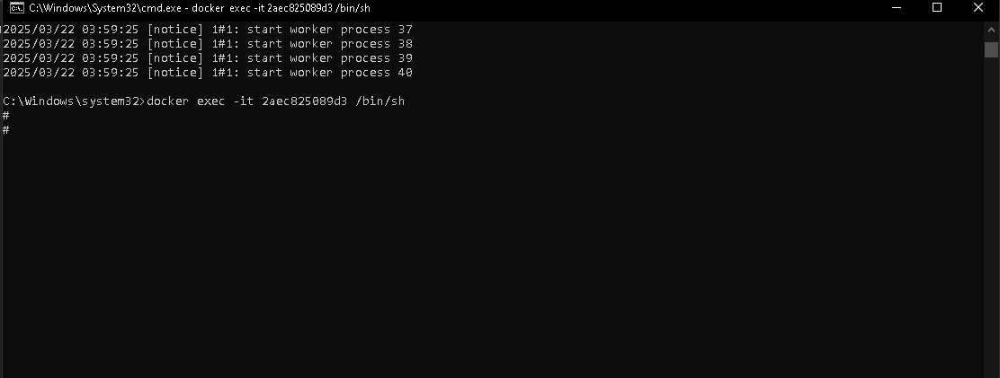 C:\Windows\System32\cmd.exe - docker exec -it 2aec825089d3 /bin/sh
2025/03/22 03:59:25 [notice] 1#1: start worker process 37
2025/03/22 03:59:25 [notice] 1#1: start worker process 38
2025/03/22 03:59:25 [notice] 1#1: start worker process 39
2025/03/22 03:59:25 [notice] 1#1: start worker process 40
C:\Windows\system32>docker exec -it 2aec825089d3 /bin/sh
#
#